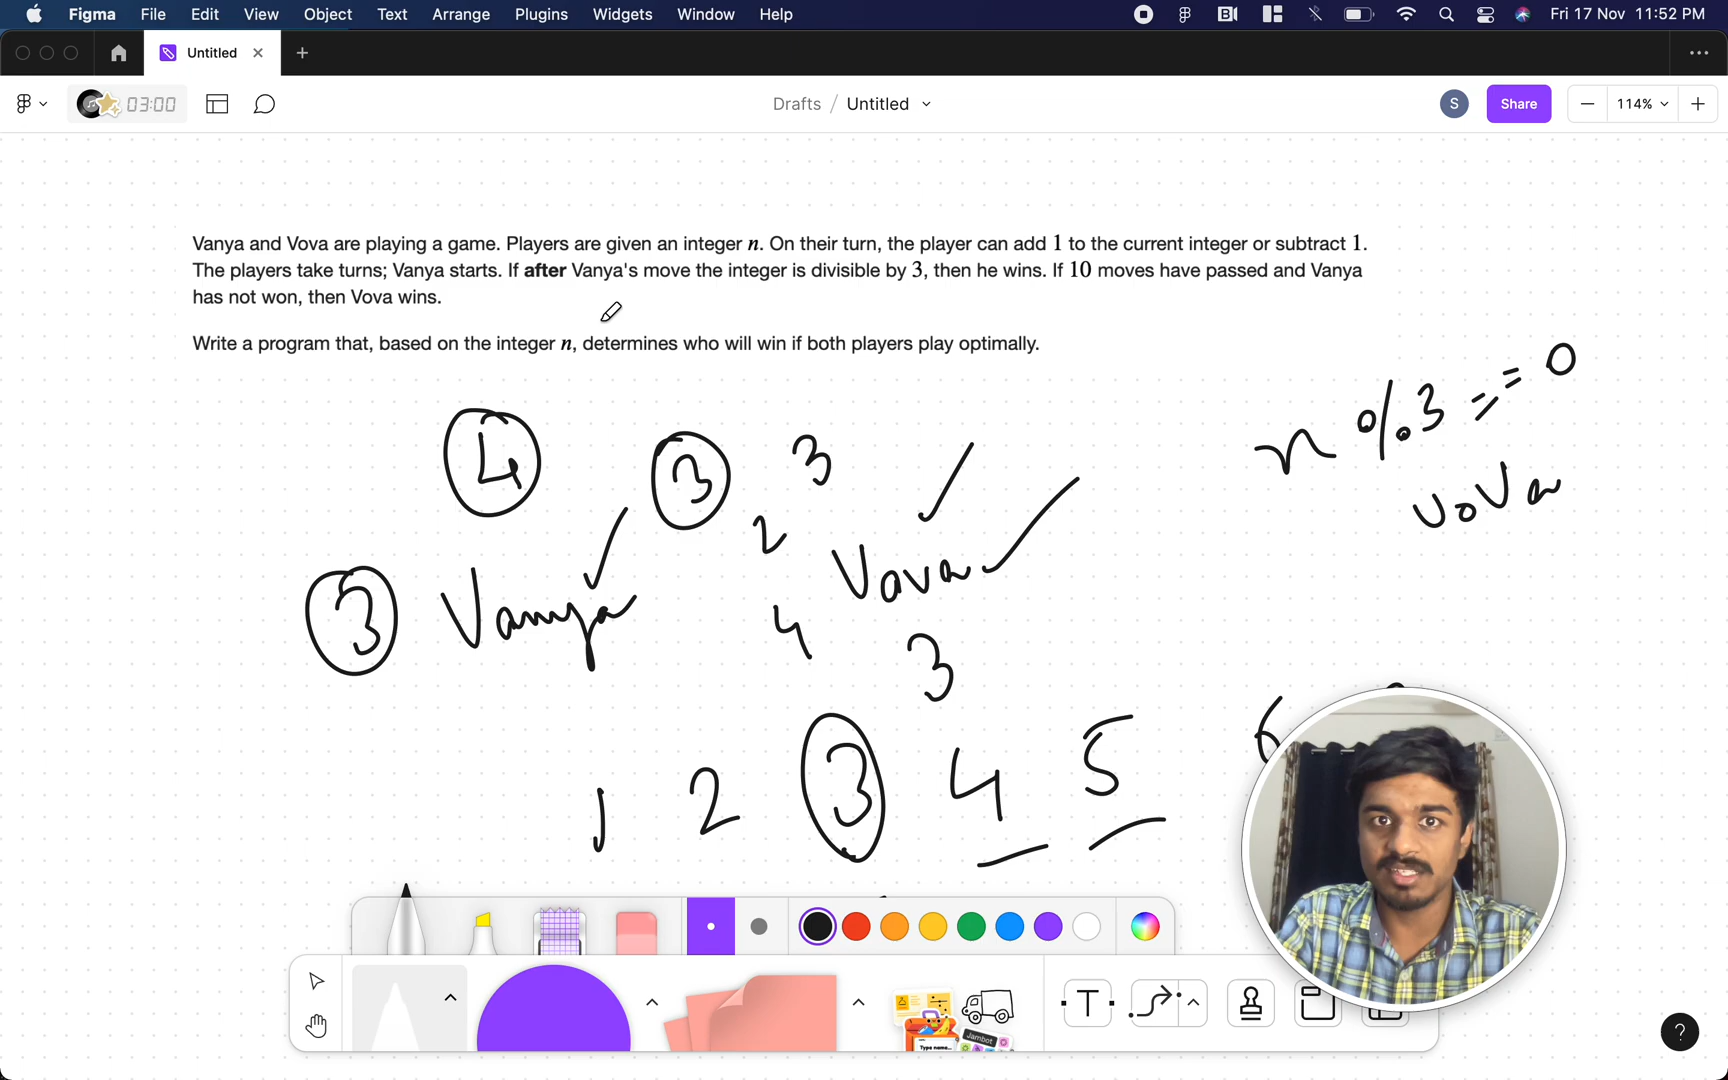 Figma File Edit View Object Text Arrange Plugins Widgets Window Help Fri 17 Nov 11:52 PM
Untitled
03:00 Drafts / Untitled S Share 114%
Vanya and Vova are playing a game. Players are given an integer n. On their turn, the player can add 1 to the current integer or subtract 1.
The players take turns; Vanya starts. If after Vanya's move the integer is divisible by 3, then he wins. If 10 moves have passed and Vanya
has not won, then Vova wins.
Write a program that, based on the integer n, determines who will win if both players play optimally.
n % 3 == 0
4 3 3
VoVa
2
3 Vanya Vova
4
3
1 2 3 4 5 6
T
Type name...
Jambot
?